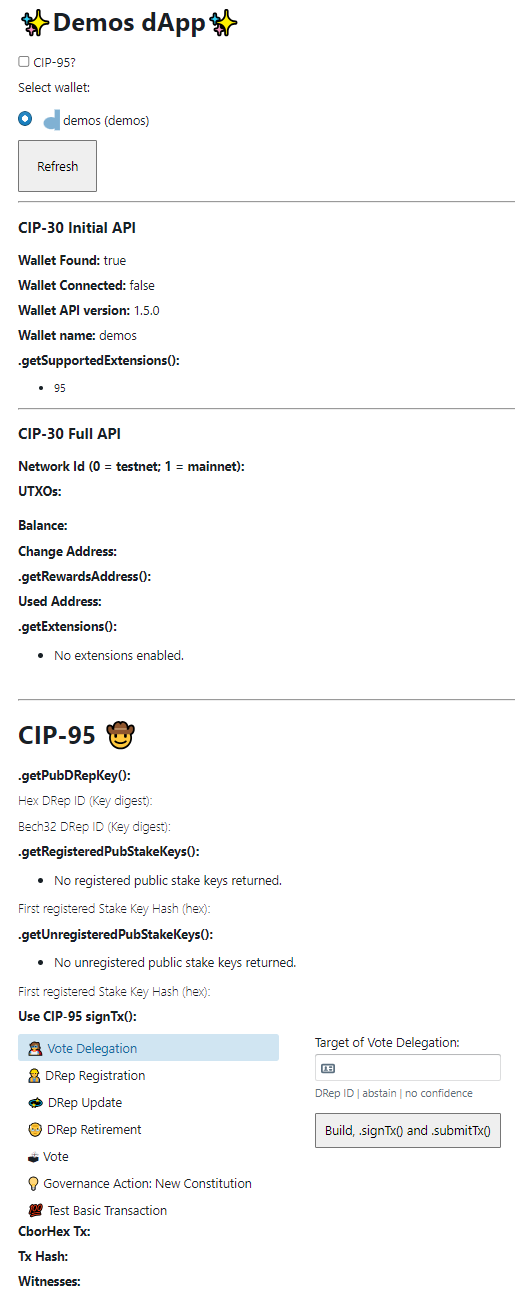 ✨Demos dApp✨
CIP-95?
Select wallet:
demos (demos)
Refresh
CIP-30 Initial API
Wallet Found: true
Wallet Connected: false
Wallet API version: 1.5.0
Wallet name: demos
.getSupportedExtensions():
• 95
CIP-30 Full API
Network Id (0 = testnet; 1 = mainnet):
UTXOs:
Balance:
Change Address:
.getRewardsAddress():
Used Address:
.getExtensions():
• No extensions enabled.
CIP-95 🤠
.getPubDRepKey():
Hex DRep ID (Key digest):
Bech32 DRep ID (Key digest):
.getRegisteredPubStakeKeys():
• No registered public stake keys returned.
First registered Stake Key Hash (hex):
.getUnregisteredPubStakeKeys():
• No unregistered public stake keys returned.
First registered Stake Key Hash (hex):
Use CIP-95 signTx():
Vote Delegation
DRep Registration
DRep Update
DRep Retirement
Vote
Governance Action: New Constitution
💯 Test Basic Transaction
Target of Vote Delegation:
DRep ID | abstain | no confidence
Build, .signTx() and .submitTx()
CborHex Tx:
Tx Hash:
Witnesses: